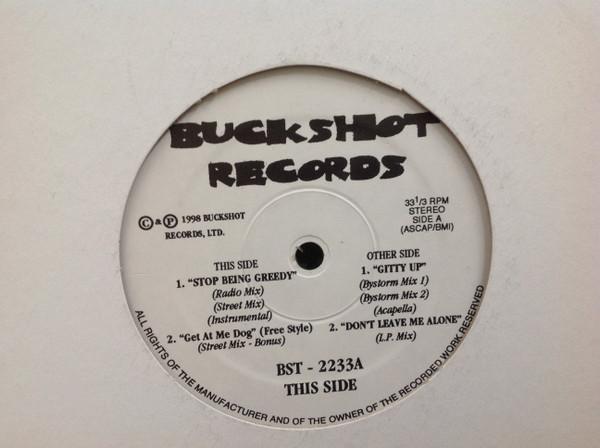 BUCKSHOT
RECORDS
© & ℗ 1998 BUCKSHOT
RECORDS, LTD.
33 1/3 RPM
STEREO
SIDE A
(ASCAP/BMI)
THIS SIDE
1. "STOP BEING GREEDY"
(Radio Mix)
(Street Mix)
(Instrumental)
2. "Get At Me Dog" (Free Style)
(Street Mix - Bonus)
OTHER SIDE
1. "GITTY UP"
(Bystorm Mix 1)
(Bystorm Mix 2)
(Acapella)
2. "DON'T LEAVE ME ALONE"
(I.P. Mix)
BST - 2233A
THIS SIDE
ALL RIGHTS OF THE MANUFACTURER AND OF THE OWNER OF THE RECORDED WORK RESERVED